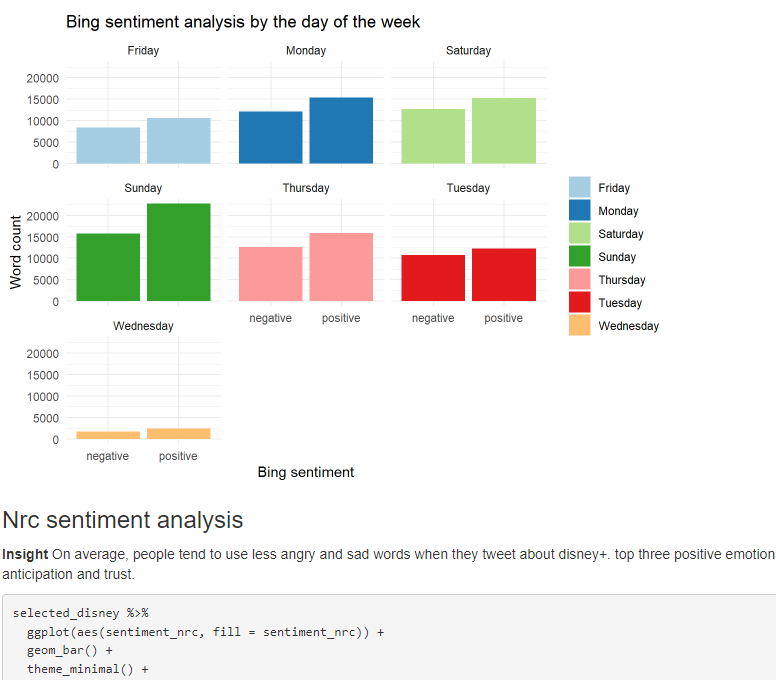 Bing sentiment analysis by the day of the week
Friday Monday Saturday
20000
15000
10000
5000
0
Sunday Thursday Tuesday
20000
15000
10000
5000
0
Word count
negative positive negative positive
Wednesday
20000
15000
10000
5000
0
negative positive
Bing sentiment
Friday
Monday
Saturday
Sunday
Thursday
Tuesday
Wednesday
Nrc sentiment analysis
Insight On average, people tend to use less angry and sad words when they tweet about disney+. top three positive emotion
anticipation and trust.
selected_disney %>%
  ggplot(aes(sentiment_nrc, fill = sentiment_nrc)) +
  geom_bar() +
  theme_minimal() +